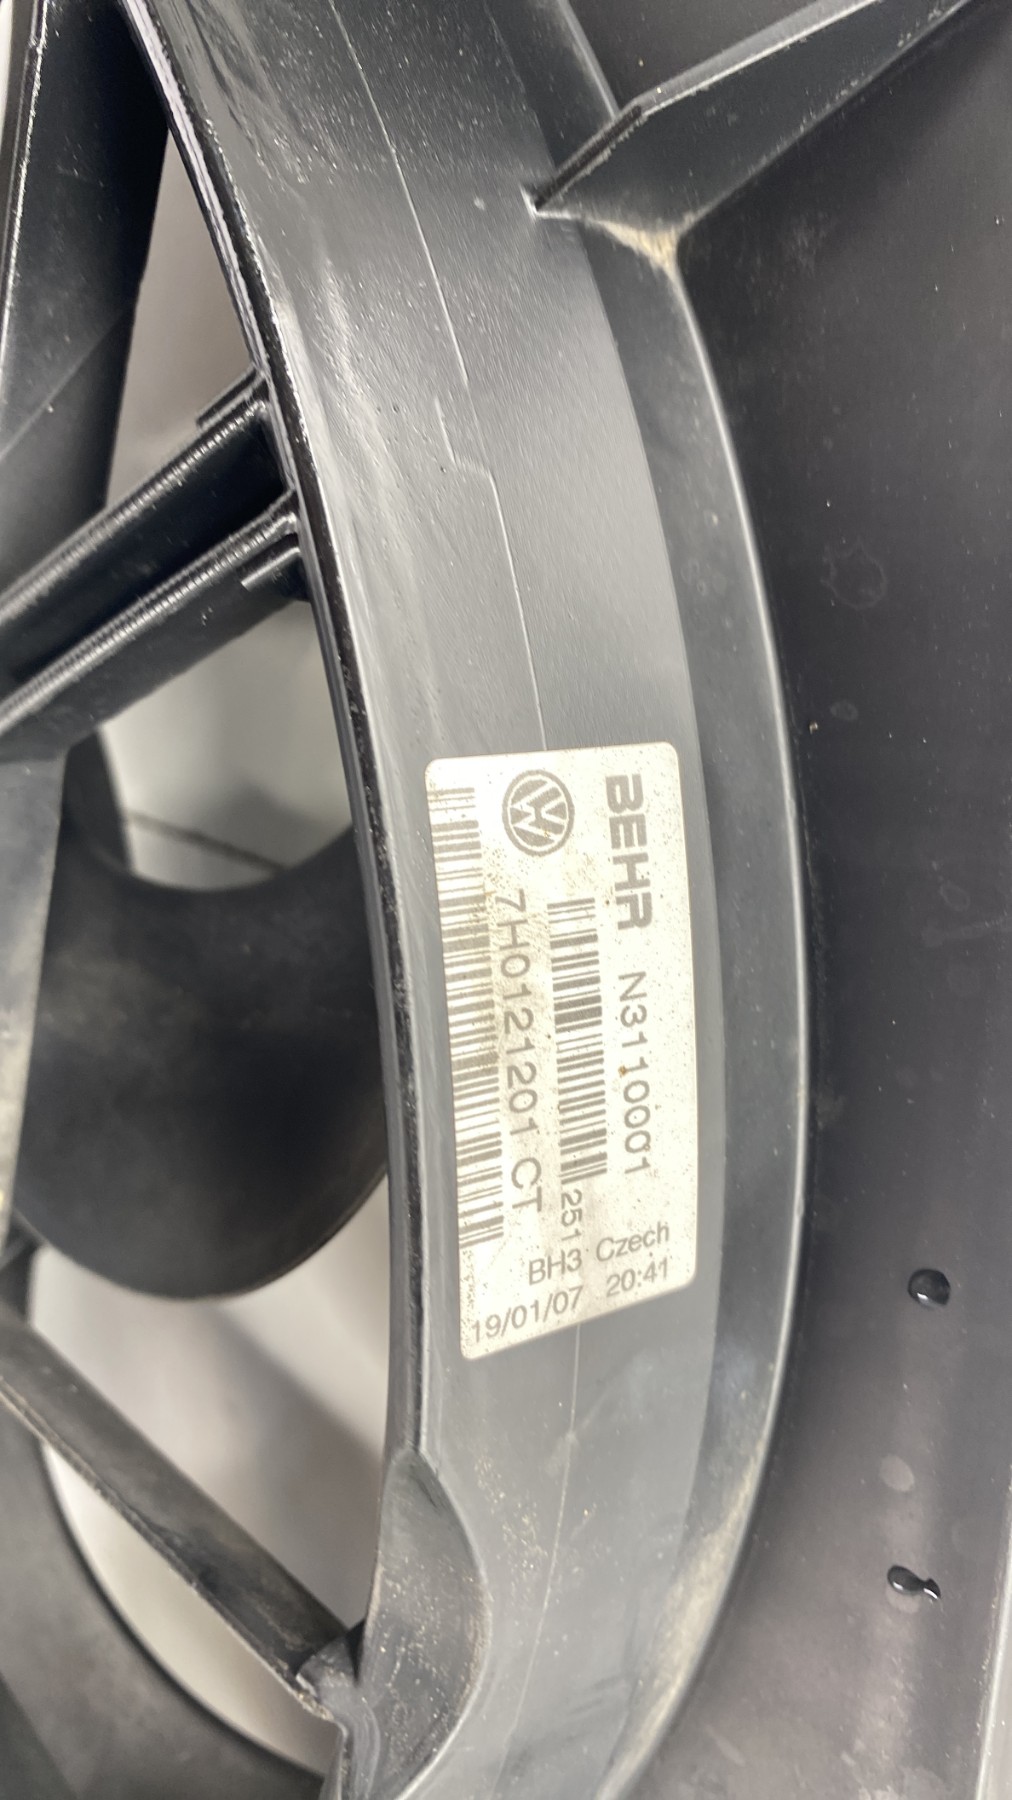 BEHR N3110001
251
7H0121201 CT
BH3 Czech
19/01/07 20:41